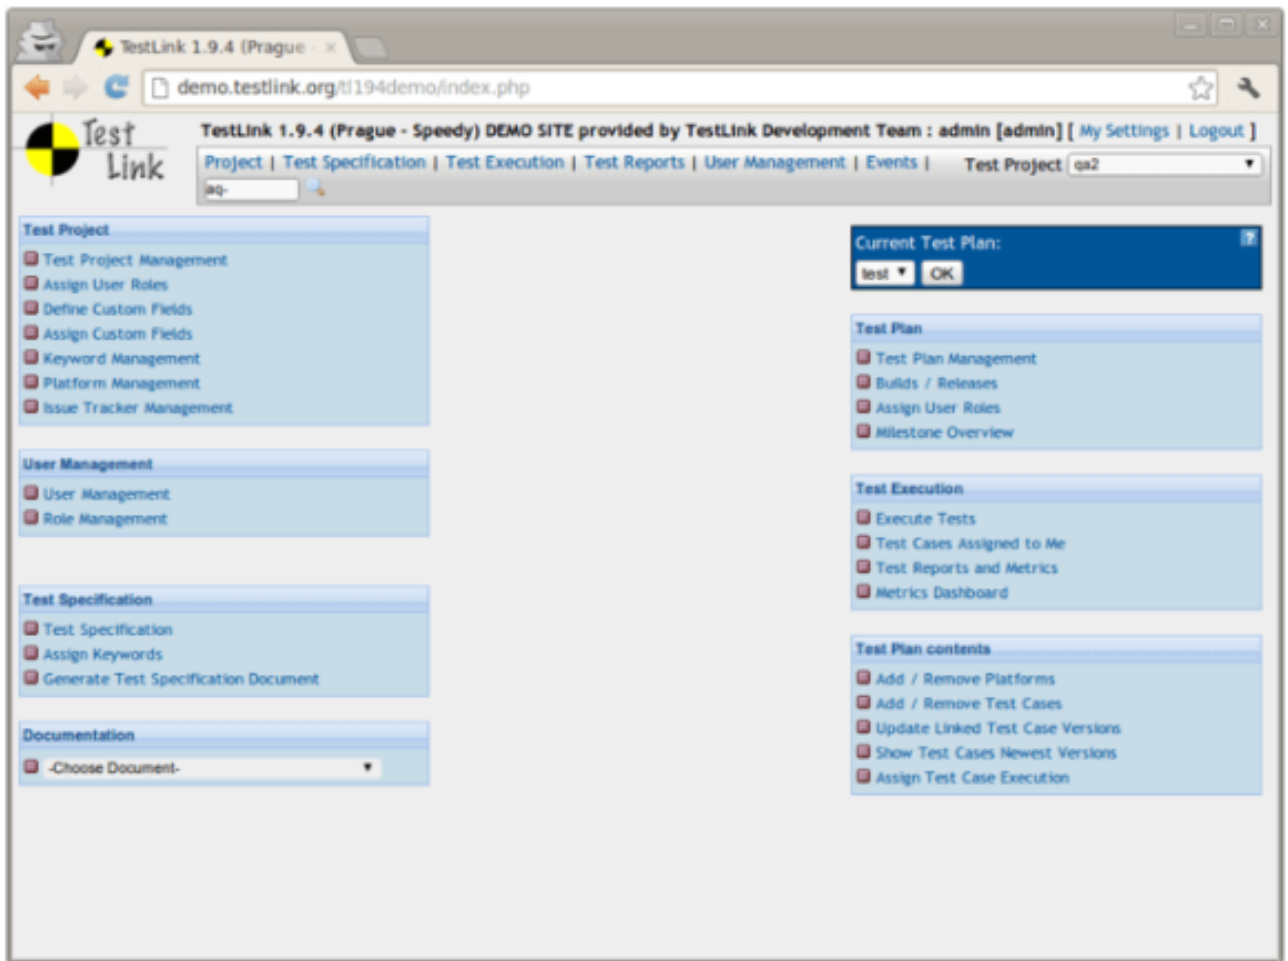 TestLink 1.9.4 (Prague -
demo.testlink.org/tl194demo/index.php
Test Link
TestLink 1.9.4 (Prague - Speedy) DEMO SITE provided by TestLink Development Team : admin [admin] [ My Settings | Logout ]
Project | Test Specification | Test Execution | Test Reports | User Management | Events | Test Project qa2
aq-
Test Project
Test Project Management
Assign User Roles
Define Custom Fields
Assign Custom Fields
Keyword Management
Platform Management
Issue Tracker Management
User Management
User Management
Role Management
Test Specification
Test Specification
Assign Keywords
Generate Test Specification Document
Documentation
-Choose Document-
Current Test Plan: ?
test OK
Test Plan
Test Plan Management
Builds / Releases
Assign User Roles
Milestone Overview
Test Execution
Execute Tests
Test Cases Assigned to Me
Test Reports and Metrics
Metrics Dashboard
Test Plan contents
Add / Remove Platforms
Add / Remove Test Cases
Update Linked Test Case Versions
Show Test Cases Newest Versions
Assign Test Case Execution